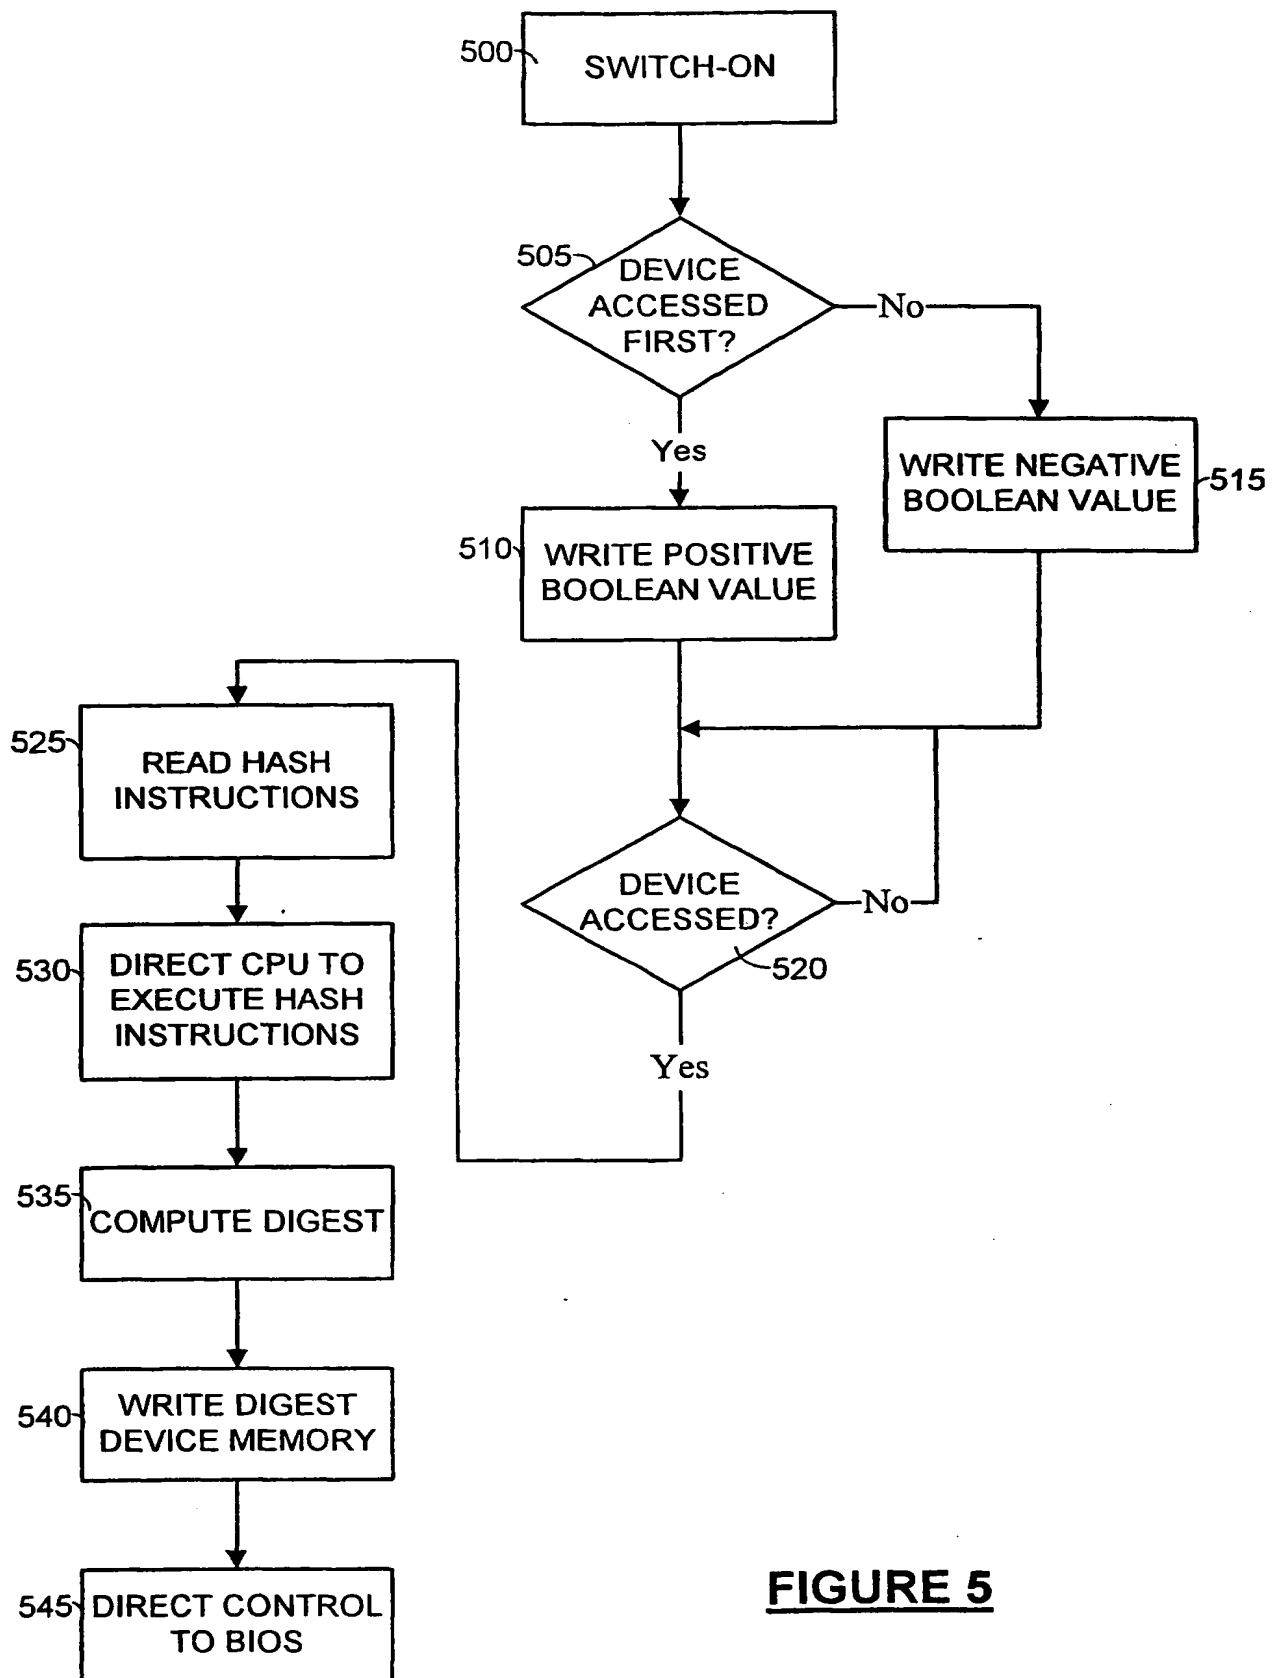 500
SWITCH-ON
505
DEVICE
ACCESSED
FIRST?
No
Yes
WRITE NEGATIVE
BOOLEAN VALUE
515
510
WRITE POSITIVE
BOOLEAN VALUE
525
READ HASH
INSTRUCTIONS
DEVICE
ACCESSED?
No
520
530
DIRECT CPU TO
EXECUTE HASH
INSTRUCTIONS
Yes
535
COMPUTE DIGEST
540
WRITE DIGEST
DEVICE MEMORY
545
DIRECT CONTROL
TO BIOS
FIGURE 5